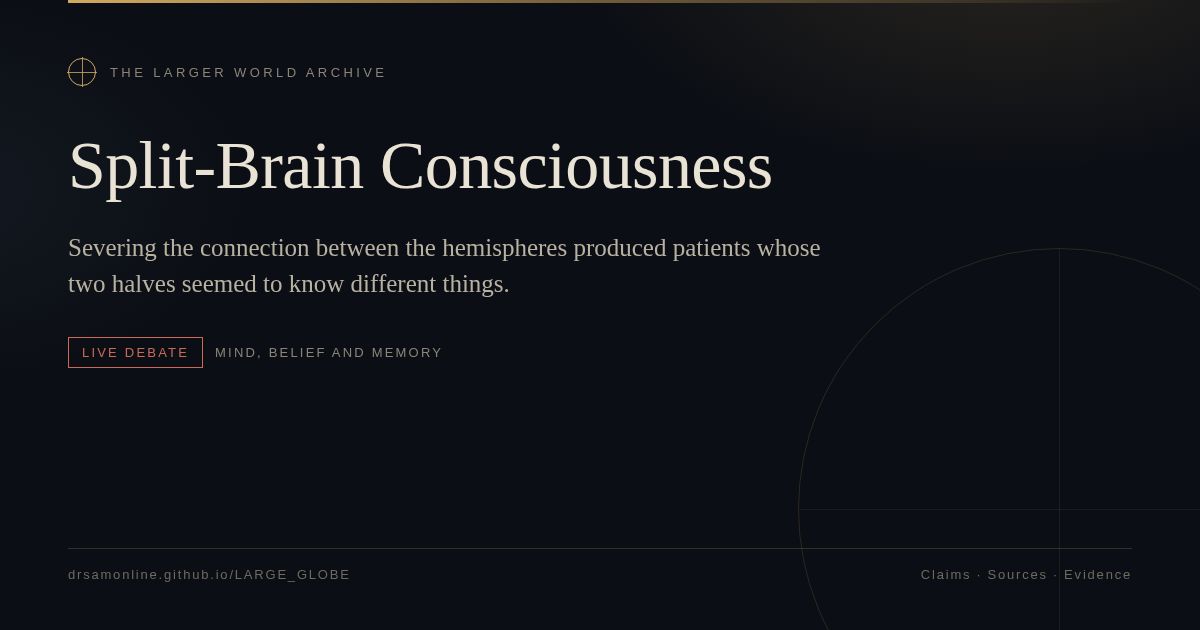 THE LARGER WORLD ARCHIVE
Split-Brain Consciousness
Severing the connection between the hemispheres produced patients whose
two halves seemed to know different things.
LIVE DEBATE MIND, BELIEF AND MEMORY
drsamonline.github.io/LARGE_GLOBE Claims · Sources · Evidence